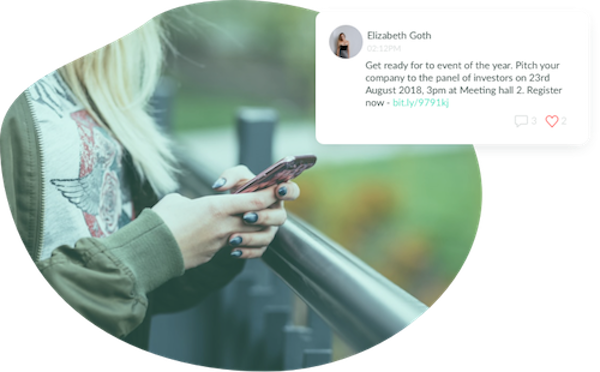 Elizabeth Goth
02:12PM
Get ready for to event of the year. Pitch your
company to the panel of investors on 23rd
August 2018, 3pm at Meeting hall 2. Register
now - bit.ly/9791kj
3 2